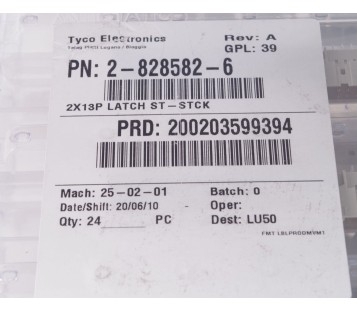 Tyco Electronics Rev: A
GPL: 39
PN: 2-828582-6
2X13P LATCH ST-STCK
PRD: 200203599394
Mach: 25-02-01 Batch: 0
Date/Shift: 20/06/10 - Oper:
Qty: 24 PC Dest: LU50